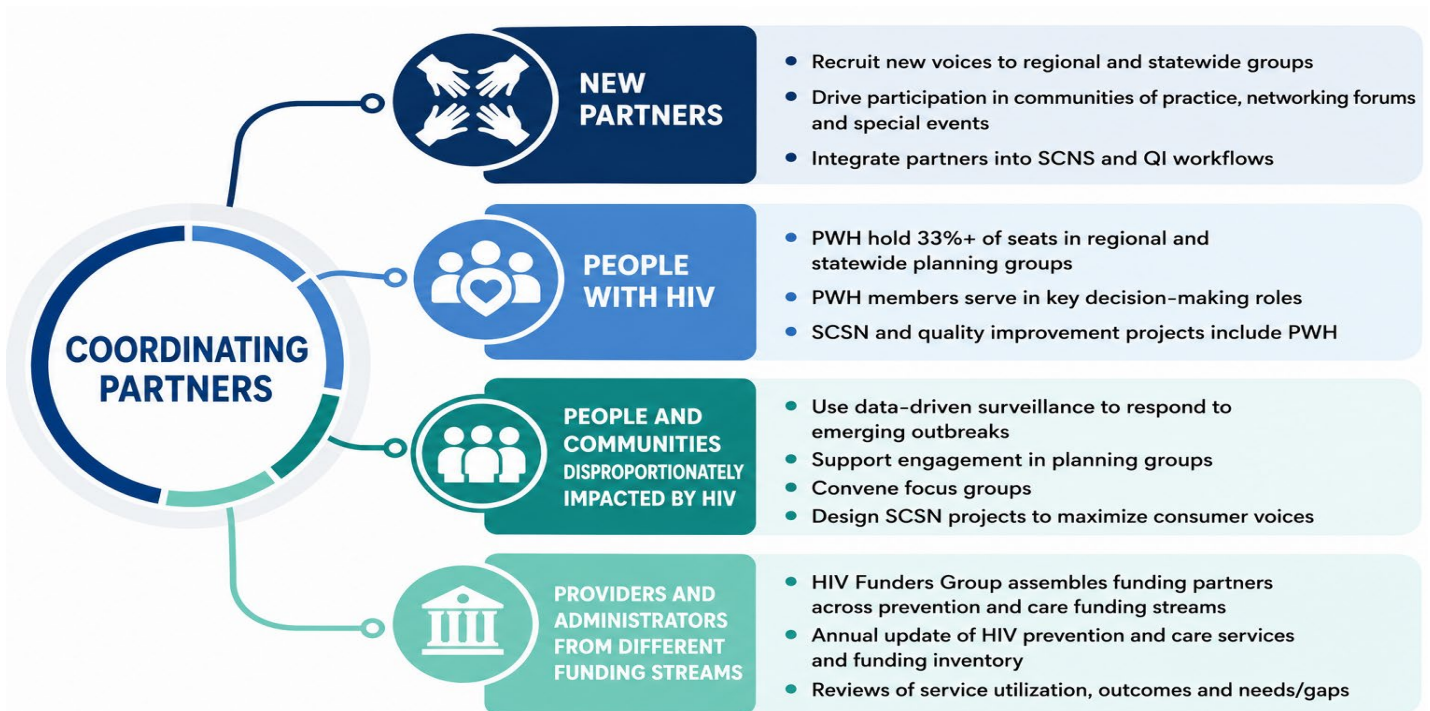 COORDINATING
PARTNERS
NEW
PARTNERS
• Recruit new voices to regional and statewide groups
• Drive participation in communities of practice, networking forums
and special events
• Integrate partners into SCNS and QI workflows
PEOPLE
WITH HIV
• PWH hold 33%+ of seats in regional and
statewide planning groups
• PWH members serve in key decision-making roles
• SCSN and quality improvement projects include PWH
PEOPLE AND
COMMUNITIES
DISPROPORTIONATELY
IMPACTED BY HIV
• Use data-driven surveillance to respond to
emerging outbreaks
• Support engagement in planning groups
• Convene focus groups
• Design SCSN projects to maximize consumer voices
PROVIDERS AND
ADMINISTRATORS
FROM DIFFERENT
FUNDING STREAMS
• HIV Funders Group assembles funding partners
across prevention and care funding streams
• Annual update of HIV prevention and care services
and funding inventory
• Reviews of service utilization, outcomes and needs/gaps